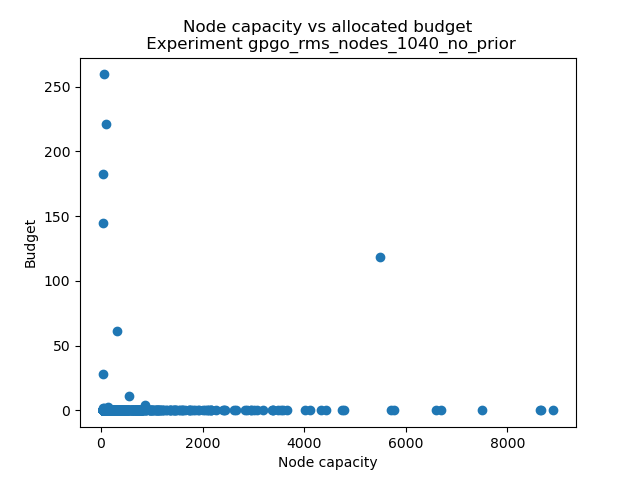 Node capacity vs allocated budget
Experiment gpgo_rms_nodes_1040_no_prior
250
200
150
100
50
0
Budget
0 2000 4000 6000 8000
Node capacity